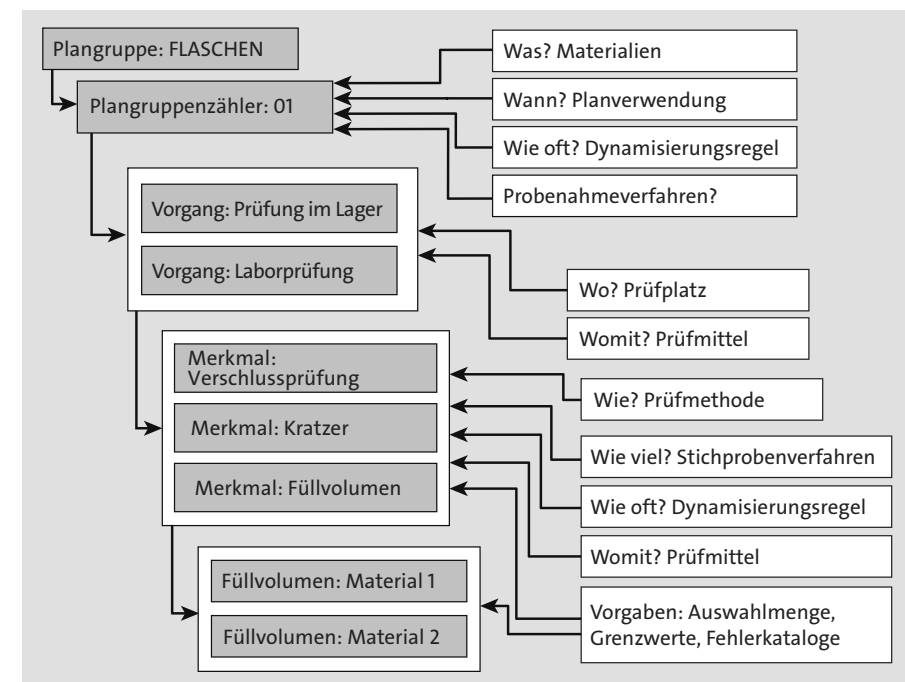 Plangruppe: FLASCHEN
Plangruppenzähler: 01
Was? Materialien
Wann? Planverwendung
Wie oft? Dynamisierungsregel
Probenahmeverfahren?
Vorgang: Prüfung im Lager
Vorgang: Laborprüfung
Wo? Prüfplatz
Womit? Prüfmittel
Merkmal:
Verschlussprüfung
Merkmal: Kratzer
Merkmal: Füllvolumen
Wie? Prüfmethode
Wie viel? Stichprobenverfahren
Wie oft? Dynamisierungsregel
Womit? Prüfmittel
Vorgaben: Auswahlmenge,
Grenzwerte, Fehlerkataloge
Füllvolumen: Material 1
Füllvolumen: Material 2